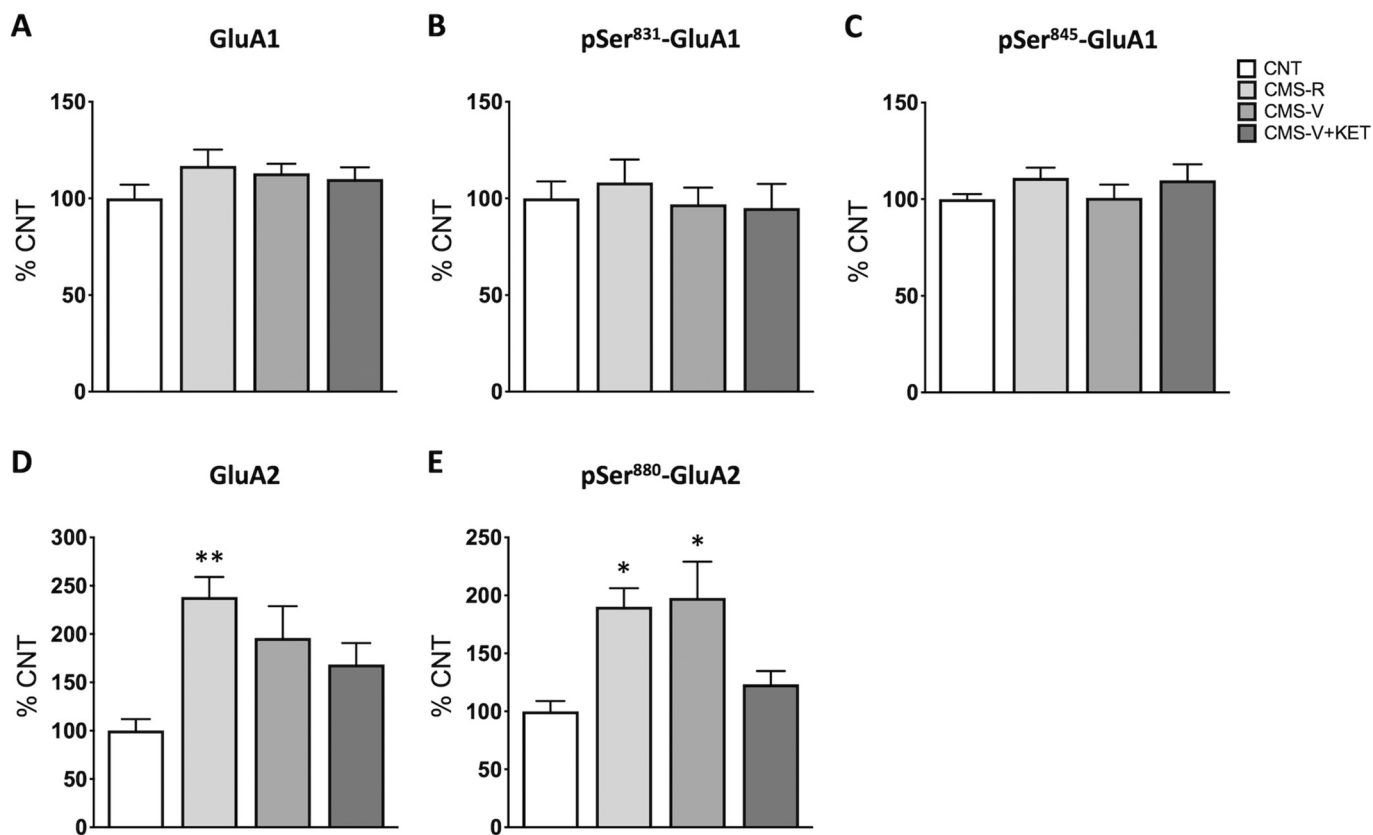 A
GluA1
% CNT
150
100
50
0
B
pSer⁸³¹-GluA1
% CNT
150
100
50
0
C
pSer⁸⁴⁵-GluA1
% CNT
150
100
50
0
CNT
CMS-R
CMS-V
CMS-V+KET
D
GluA2
% CNT
300
250
200
150
100
50
0
**
E
pSer⁸⁸⁰-GluA2
% CNT
250
200
150
100
50
0
*
*